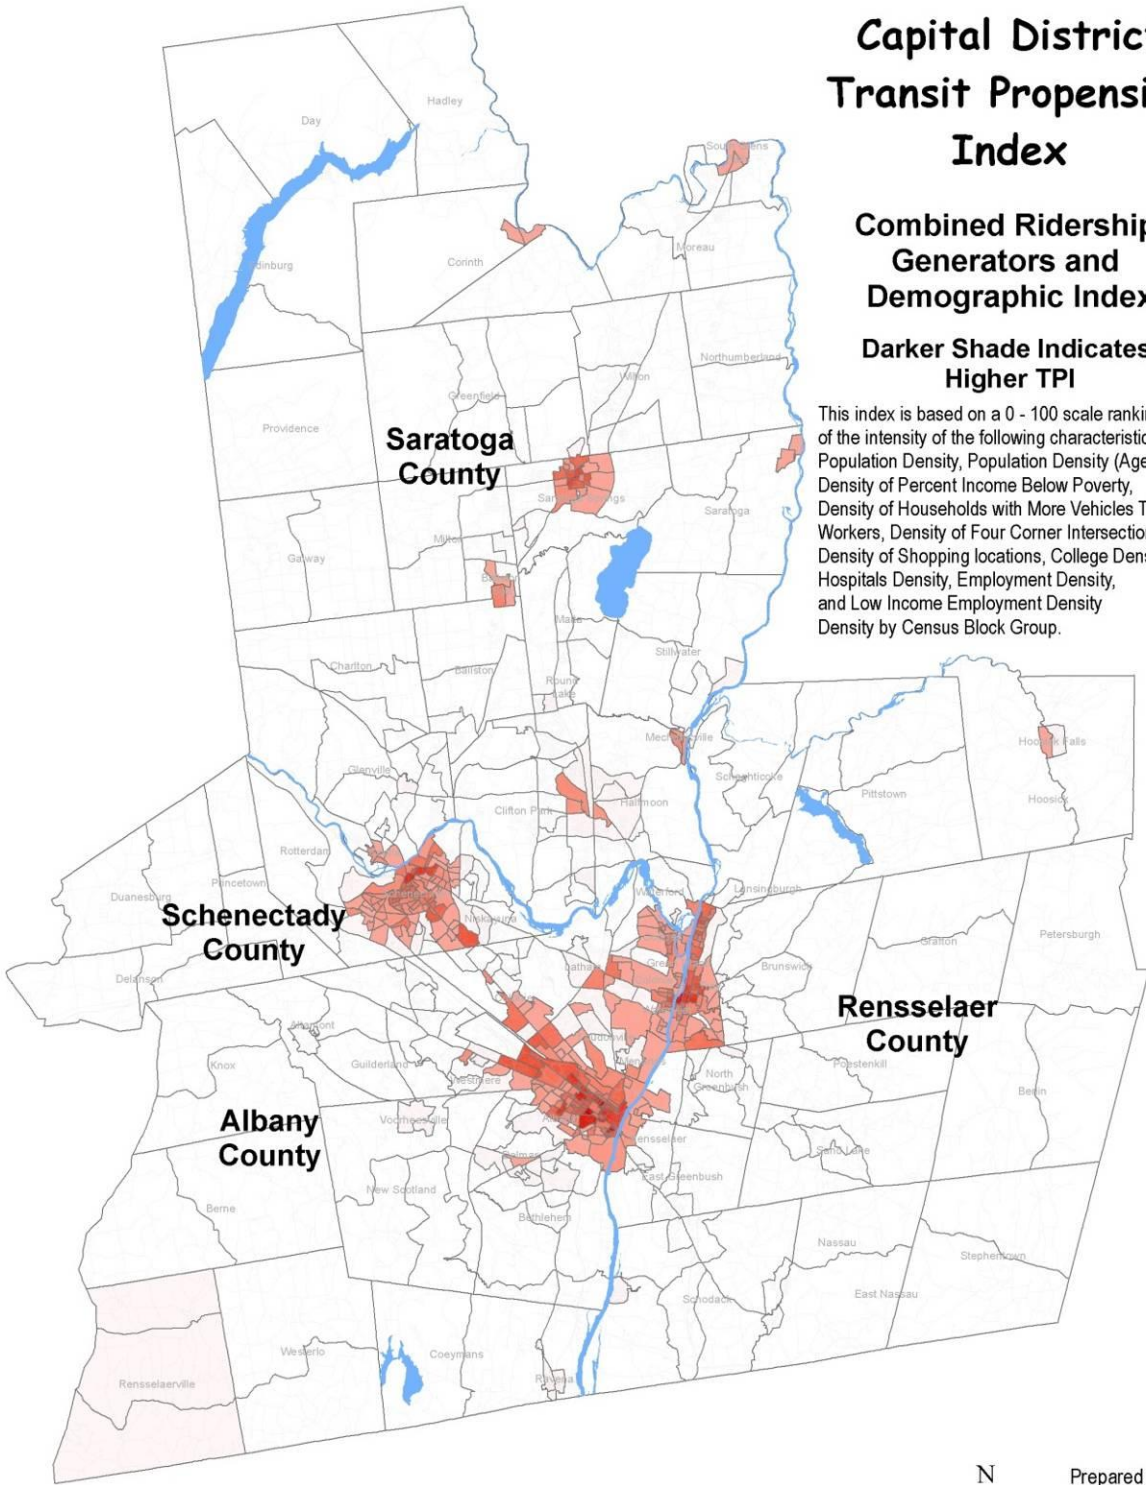 Capital District
Transit Propensi
Index
Combined Ridership
Generators and
Demographic Index
Darker Shade Indicates
Higher TPI
This index is based on a 0 - 100 scale rankin
of the intensity of the following characteristic
Population Density, Population Density (Age
Density of Percent Income Below Poverty,
Density of Households with More Vehicles T
Workers, Density of Four Corner Intersection
Density of Shopping locations, College Dens
Hospitals Density, Employment Density,
and Low Income Employment Density
Density by Census Block Group.
Hadley
Day
Corinth
Moreau
Northumberland
Wilton
Greenfield
Providence
Saratoga
County
Saratoga
Galway
Milton
Malta
Stillwater
Charlton
Ballston
Round
Lake
Mechanicville
Schaghticoke
Hoosick Falls
Hoosick
Pittstown
Glenville
Clifton Park
Halfmoon
Rotterdam
Princetown
Duanesburg
Schenectady
County
Niskayuna
Waterford
Lansingburgh
Grafton
Petersburgh
Delanson
Latham
Brunswick
Rensselaer
County
Altamont
Knox
Guilderland
Westmere
North
Greenbush
Poestenkill
Berlin
Albany
County
Voorheesville
Rensselaer
Sand Lake
Delmar
East Greenbush
New Scotland
Berne
Bethlehem
Nassau
Stephentown
East Nassau
Schodack
Westerlo
Coeymans
Rensselaerville
Ravena
N
Prepared